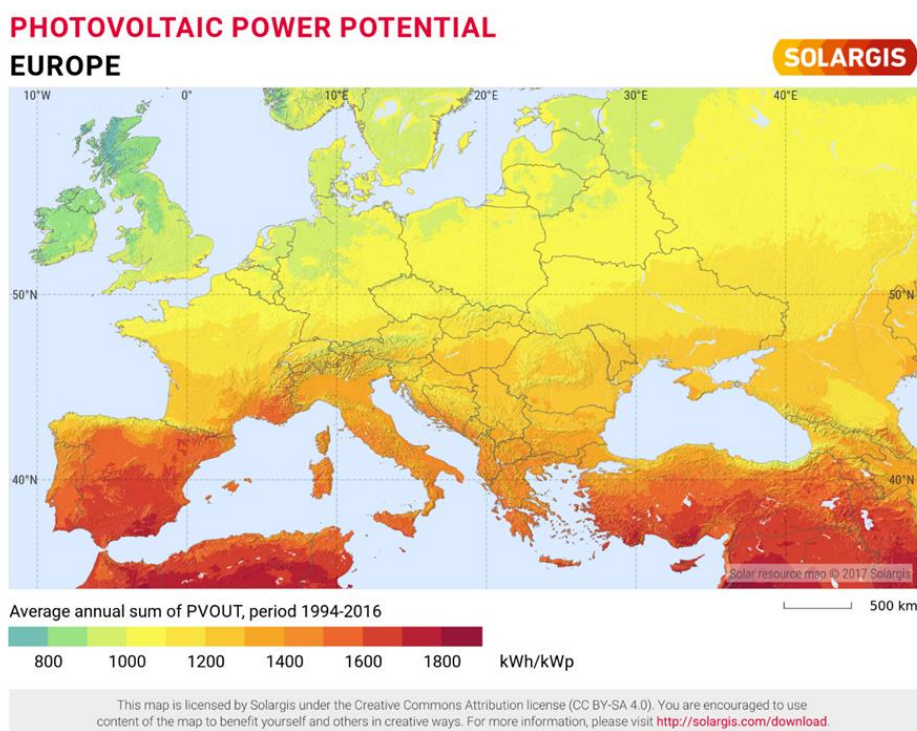 PHOTOVOLTAIC POWER POTENTIAL
EUROPE
SOLARGIS
10°W 0° 10°E 20°E 30°E 40°E
50°N 50°N
40°N 40°N
Solar resource map © 2017 Solargis
Average annual sum of PVOUT, period 1994-2016
500 km
800 1000 1200 1400 1600 1800 kWh/kWp
This map is licensed by Solargis under the Creative Commons Attribution license (CC BY-SA 4.0). You are encouraged to use
content of the map to benefit yourself and others in creative ways. For more information, please visit http://solargis.com/download.